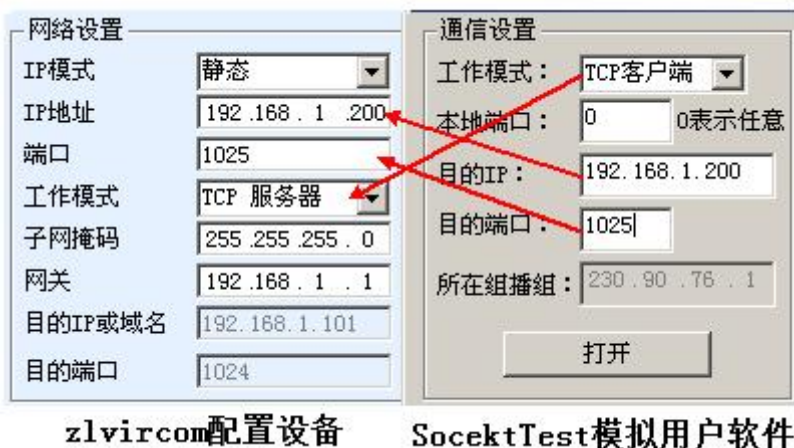 网络设置
IP模式 静态
IP地址 192 .168 . 1 .200
端口 1025
工作模式 TCP 服务器
子网掩码 255 .255 .255 . 0
网关 192 .168 . 1 . 1
目的IP或域名 192.168.1.101
目的端口 1024
zlvircom配置设备
通信设置
工作模式： TCP客户端
本地端口： 0 0表示任意
目的IP： 192.168.1.200
目的端口： 1025
所在组播组： 230 .90 .76 . 1
打开
SocektTest模拟用户软件